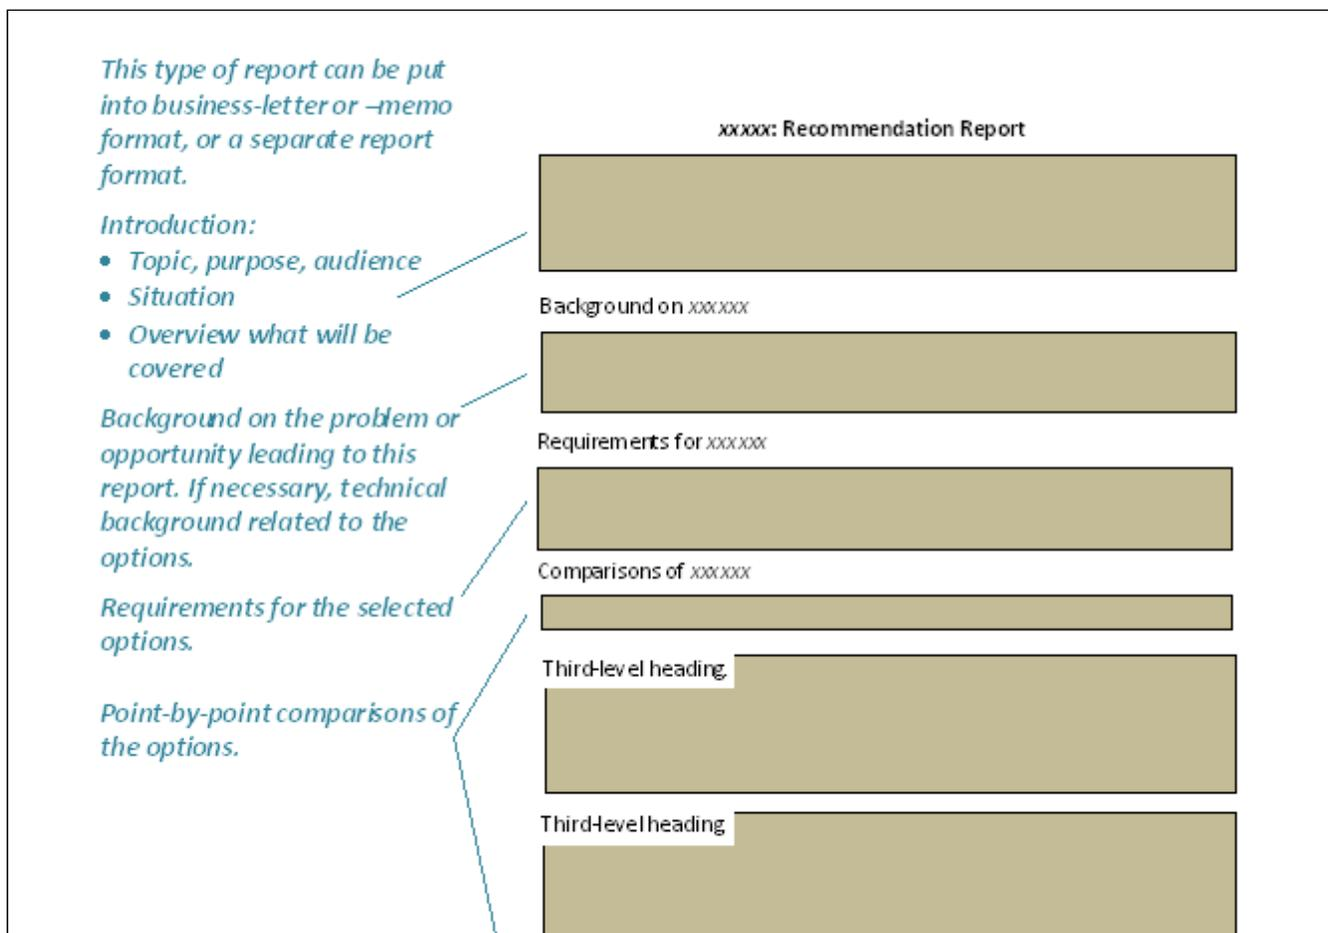 This type of report can be put
into business-letter or –memo
format, or a separate report
format.
Introduction:
• Topic, purpose, audience
• Situation
• Overview what will be
covered
Background on the problem or
opportunity leading to this
report. If necessary, technical
background related to the
options.
Requirements for the selected
options.
Point-by-point comparisons of
the options.
xxxxx: Recommendation Report
Background on xxxxxx
Requirements for xxxxxx
Comparisons of xxxxxx
Third-level heading.
Third-level heading